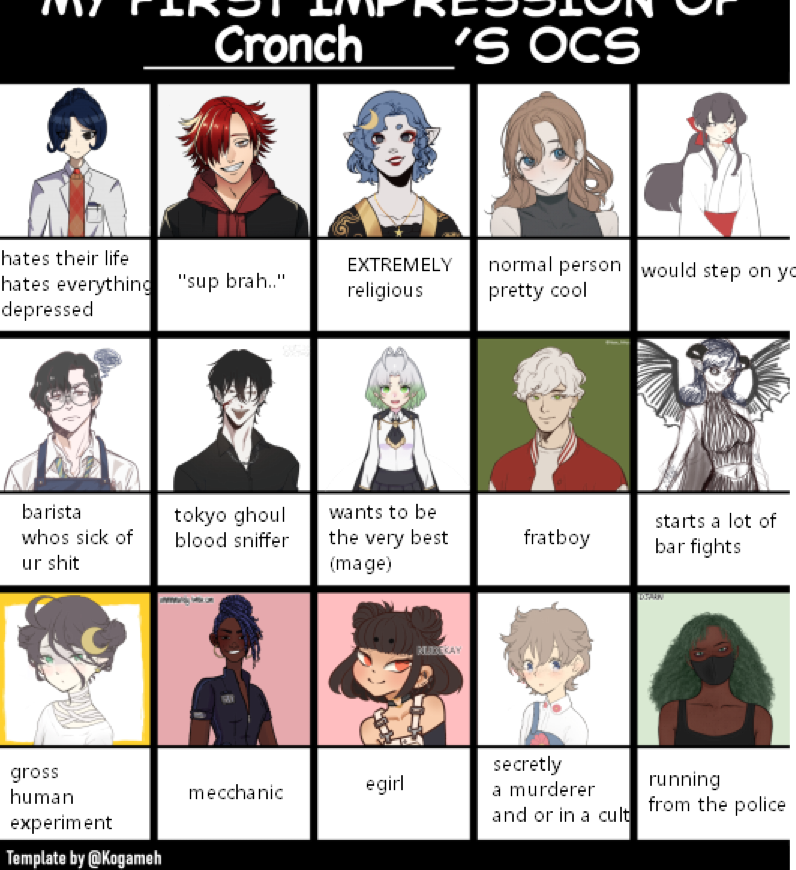 MY FIRST IMPRESSION OF
Cronch 'S OCS
hates their life
hates everything
depressed
"sup brah.."
EXTREMELY
religious
normal person
pretty cool
would step on yo
barista
whos sick of
ur shit
tokyo ghoul
blood sniffer
wants to be
the very best
(mage)
fratboy
starts a lot of
bar fights
NUDEKAY
gross
human
experiment
mecchanic
egirl
secretly
a murderer
and or in a cult
running
from the police
Template by @Kogameh